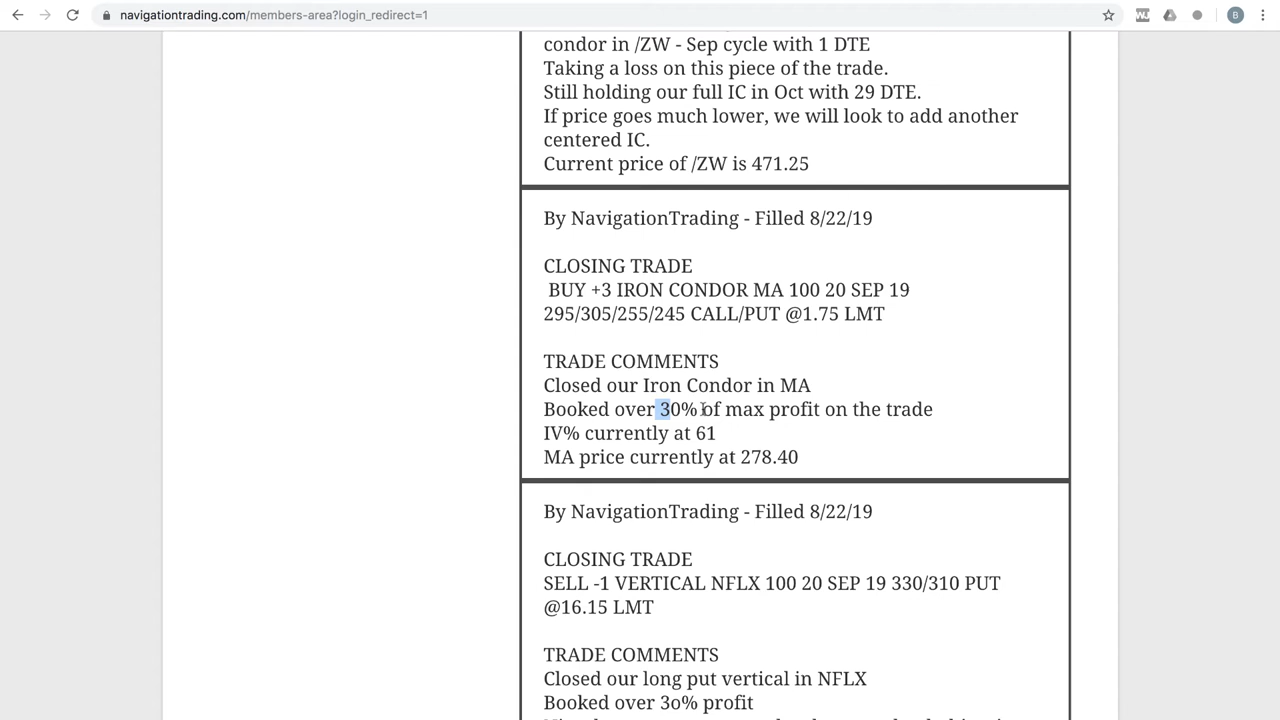 navigationtrading.com/members-area?login_redirect=1
WJ
B
condor in /ZW - Sep cycle with 1 DTE
Taking a loss on this piece of the trade.
Still holding our full IC in Oct with 29 DTE.
If price goes much lower, we will look to add another
centered IC.
Current price of /ZW is 471.25
By NavigationTrading - Filled 8/22/19
CLOSING TRADE
BUY +3 IRON CONDOR MA 100 20 SEP 19
295/305/255/245 CALL/PUT @1.75 LMT
TRADE COMMENTS
Closed our Iron Condor in MA
Booked over 30% of max profit on the trade
IV% currently at 61
MA price currently at 278.40
By NavigationTrading - Filled 8/22/19
CLOSING TRADE
SELL -1 VERTICAL NFLX 100 20 SEP 19 330/310 PUT
@16.15 LMT
TRADE COMMENTS
Closed our long put vertical in NFLX
Booked over 3o% profit